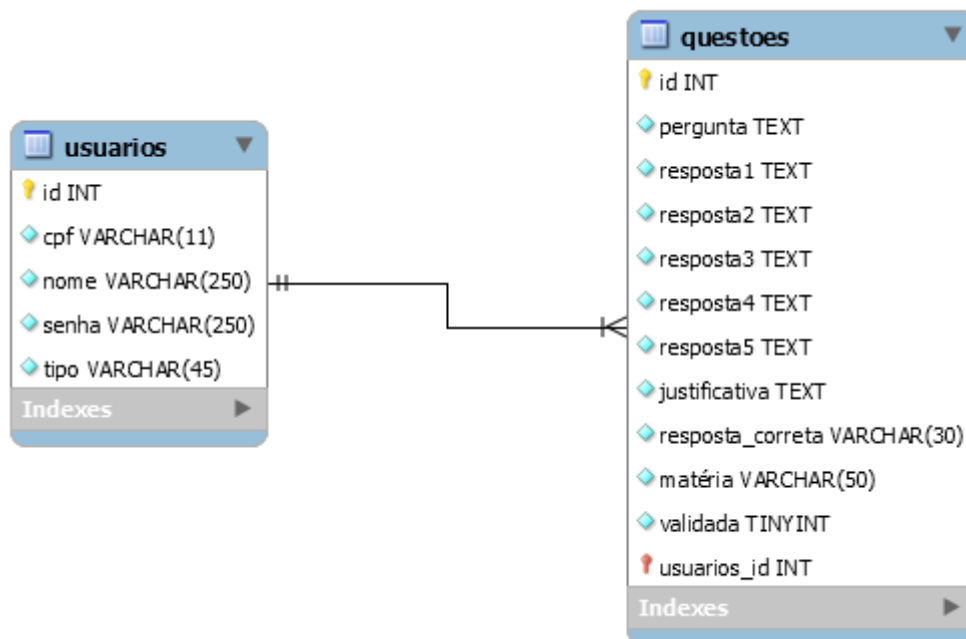 usuarios
id INT
cpf VARCHAR(11)
nome VARCHAR(250)
senha VARCHAR(250)
tipo VARCHAR(45)
Indexes
questoes
id INT
pergunta TEXT
resposta1 TEXT
resposta2 TEXT
resposta3 TEXT
resposta4 TEXT
resposta5 TEXT
justificativa TEXT
resposta_correta VARCHAR(30)
matéria VARCHAR(50)
validada TINYINT
usuarios_id INT
Indexes